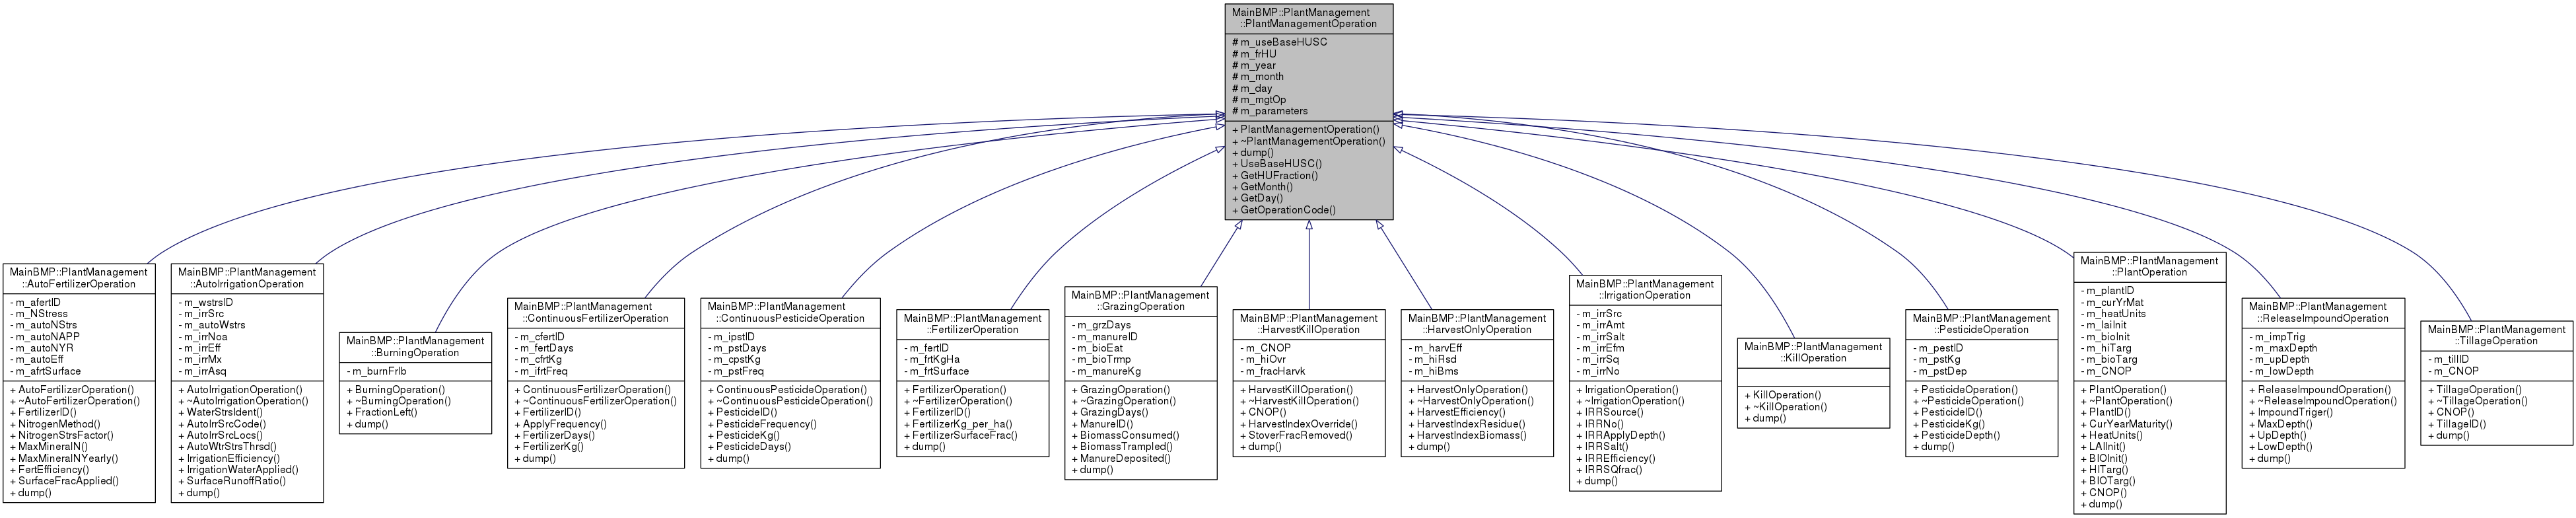 MainBMP::PlantManagement
::PlantManagementOperation
# m_useBaseHUSC
# m_frHU
# m_year
# m_month
# m_day
# m_mgtOp
# m_parameters
+ PlantManagementOperation()
+ ~PlantManagementOperation()
+ dump()
+ UseBaseHUSC()
+ GetHUFraction()
+ GetMonth()
+ GetDay()
+ GetOperationCode()
MainBMP::PlantManagement
::AutoFertilizerOperation
- m_afertID
- m_NStress
- m_autoNStrs
- m_autoNAPP
- m_autoNYR
- m_autoEff
- m_afrtSurface
+ AutoFertilizerOperation()
+ ~AutoFertilizerOperation()
+ FertilizerID()
+ NitrogenMethod()
+ NitrogenStrsFactor()
+ MaxMineralN()
+ MaxMineralNYearly()
+ FertEfficiency()
+ SurfaceFracApplied()
+ dump()
MainBMP::PlantManagement
::AutoIrrigationOperation
- m_wstrsID
- m_irrSrc
- m_autoWstrs
- m_irrNoa
- m_irrEff
- m_irrMx
- m_irrAsq
+ AutoIrrigationOperation()
+ ~AutoIrrigationOperation()
+ WaterStrsIdent()
+ AutoIrrSrcCode()
+ AutoIrrSrcLocs()
+ AutoWtrStrsThrsd()
+ IrrigationEfficiency()
+ IrrigationWaterApplied()
+ SurfaceRunoffRatio()
+ dump()
MainBMP::PlantManagement
::BurningOperation
- m_burnFrlb
+ BurningOperation()
+ ~BurningOperation()
+ FractionLeft()
+ dump()
MainBMP::PlantManagement
::ContinuousFertilizerOperation
- m_cfertID
- m_fertDays
- m_cfrtKg
- m_ifrtFreq
+ ContinuousFertilizerOperation()
+ ~ContinuousFertilizerOperation()
+ FertilizerID()
+ ApplyFrequency()
+ FertilizerDays()
+ FertilizerKg()
+ dump()
MainBMP::PlantManagement
::ContinuousPesticideOperation
- m_ipstID
- m_pstDays
- m_cpstKg
- m_pstFreq
+ ContinuousPesticideOperation()
+ ~ContinuousPesticideOperation()
+ PesticideID()
+ PesticideFrequency()
+ PesticideKg()
+ PesticideDays()
+ dump()
MainBMP::PlantManagement
::FertilizerOperation
- m_fertID
- m_frtKgHa
- m_frtSurface
+ FertilizerOperation()
+ ~FertilizerOperation()
+ FertilizerID()
+ FertilizerKg_per_ha()
+ FertilizerSurfaceFrac()
+ dump()
MainBMP::PlantManagement
::GrazingOperation
- m_grzDays
- m_manureID
- m_bioEat
- m_bioTrmp
- m_manureKg
+ GrazingOperation()
+ ~GrazingOperation()
+ GrazingDays()
+ ManureID()
+ BiomassConsumed()
+ BiomassTrampled()
+ ManureDeposited()
+ dump()
MainBMP::PlantManagement
::HarvestKillOperation
- m_CNOP
- m_hiOvr
- m_fracHarvk
+ HarvestKillOperation()
+ ~HarvestKillOperation()
+ CNOP()
+ HarvestIndexOverride()
+ StoverFracRemoved()
+ dump()
MainBMP::PlantManagement
::HarvestOnlyOperation
- m_harvEff
- m_hiRsd
- m_hiBms
+ HarvestOnlyOperation()
+ ~HarvestOnlyOperation()
+ HarvestEfficiency()
+ HarvestIndexResidue()
+ HarvestIndexBiomass()
+ dump()
MainBMP::PlantManagement
::IrrigationOperation
- m_irrSrc
- m_irrAmt
- m_irrSalt
- m_irrEfm
- m_irrSq
- m_irrNo
+ IrrigationOperation()
+ ~IrrigationOperation()
+ IRRSource()
+ IRRNo()
+ IRRApplyDepth()
+ IRRSalt()
+ IRREfficiency()
+ IRRSQfrac()
+ dump()
MainBMP::PlantManagement
::KillOperation
+ KillOperation()
+ ~KillOperation()
+ dump()
MainBMP::PlantManagement
::PesticideOperation
- m_pestID
- m_pstKg
- m_pstDep
+ PesticideOperation()
+ ~PesticideOperation()
+ PesticideID()
+ PesticideKg()
+ PesticideDepth()
+ dump()
MainBMP::PlantManagement
::PlantOperation
- m_plantID
- m_curYrMat
- m_heatUnits
- m_laiInit
- m_bioInit
- m_hiTarg
- m_bioTarg
- m_CNOP
+ PlantOperation()
+ ~PlantOperation()
+ PlantID()
+ CurYearMaturity()
+ HeatUnits()
+ LAIInit()
+ BIOInit()
+ HITarg()
+ BIOTarg()
+ CNOP()
+ dump()
MainBMP::PlantManagement
::ReleaseImpoundOperation
- m_impTrig
- m_maxDepth
- m_upDepth
- m_lowDepth
+ ReleaseImpoundOperation()
+ ~ReleaseImpoundOperation()
+ ImpoundTriger()
+ MaxDepth()
+ UpDepth()
+ LowDepth()
+ dump()
MainBMP::PlantManagement
::TillageOperation
- m_tillID
- m_CNOP
+ TillageOperation()
+ ~TillageOperation()
+ CNOP()
+ TillageID()
+ dump()